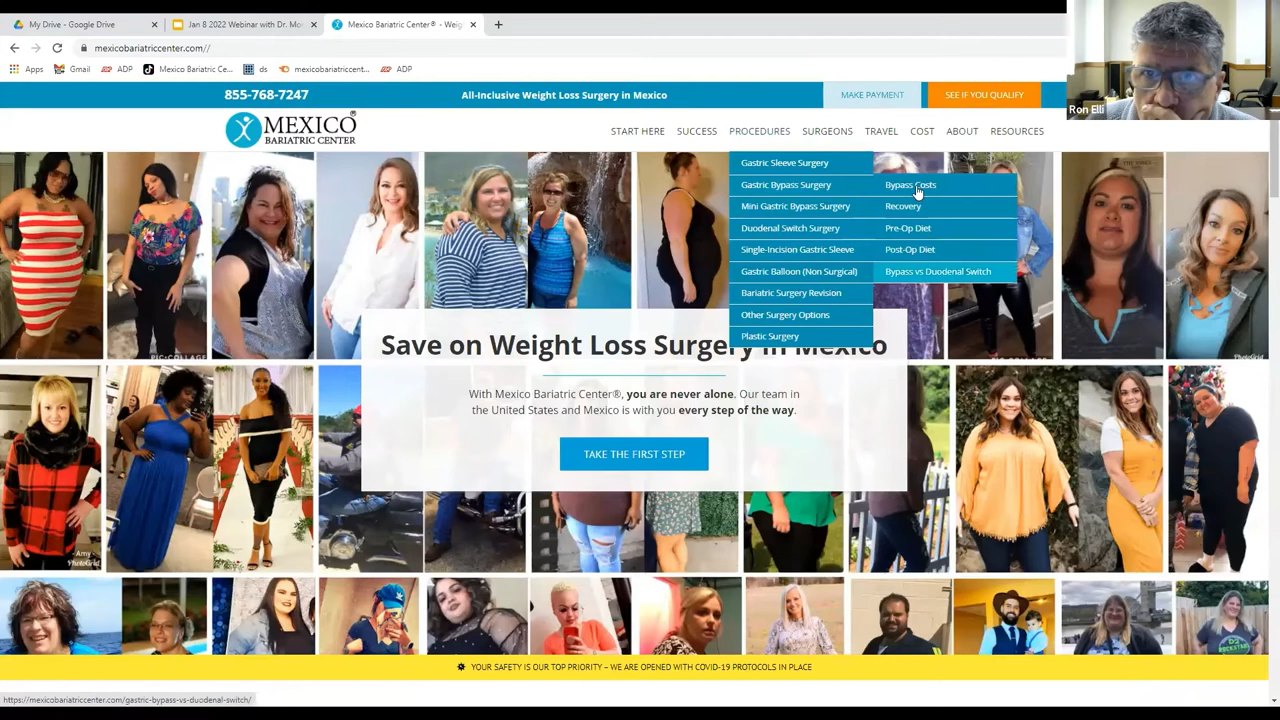 My Drive - Google Drive
Jan 8 2022 Webinar with Dr. Mo
Mexico Bariatric Center® - Weig
mexicobariatriccenter.com//
Apps
Gmail
ADP
Mexico Bariatric Ce...
ds
mexicobariatriccent...
ADP
Ron Elli
855-768-7247
All-Inclusive Weight Loss Surgery in Mexico
MAKE PAYMENT
SEE IF YOU QUALIFY
MEXICO®
BARIATRIC CENTER
START HERE
SUCCESS
PROCEDURES
SURGEONS
TRAVEL
COST
ABOUT
RESOURCES
Gastric Sleeve Surgery
Gastric Bypass Surgery
Mini Gastric Bypass Surgery
Duodenal Switch Surgery
Single-Incision Gastric Sleeve
Gastric Balloon (Non Surgical)
Bariatric Surgery Revision
Other Surgery Options
Plastic Surgery
Bypass Costs
Recovery
Pre-Op Diet
Post-Op Diet
Bypass vs Duodenal Switch
PIC•COLLAGE
PIC•COLLAGE
PhotoGrid
Save on Weight Loss Surgery in Mexico
With Mexico Bariatric Center®, you are never alone. Our team in
the United States and Mexico is with you every step of the way.
TAKE THE FIRST STEP
- Amy
PhotoGrid
ROCKSTAR
YOUR SAFETY IS OUR TOP PRIORITY – WE ARE OPENED WITH COVID-19 PROTOCOLS IN PLACE
https://mexicobariatriccenter.com/gastric-bypass-vs-duodenal-switch/